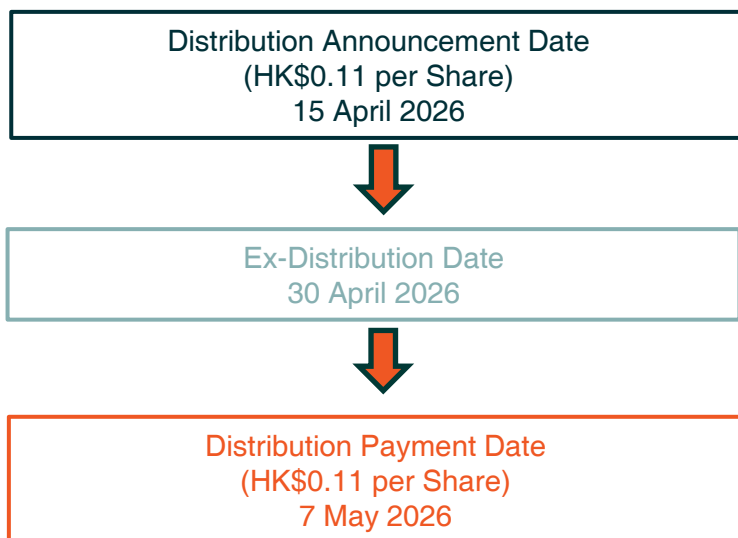 Distribution Announcement Date
(HK$0.11 per Share)
15 April 2026
Ex-Distribution Date
30 April 2026
Distribution Payment Date
(HK$0.11 per Share)
7 May 2026